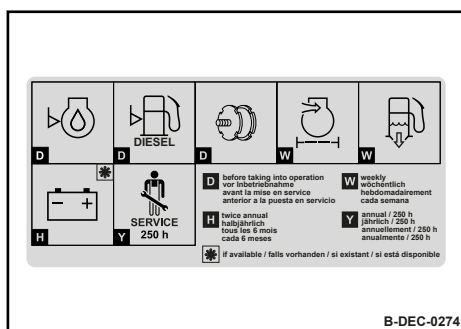 DIESEL
D
D
D
W
W
SERVICE
250 h
H
Y
D before taking into operation
vor Inbetriebnahme
avant la mise en service
anterior a la puesta en servicio
W weekly
wöchentlich
hebdomadairement
cada semana
H twice annual
halbjährlich
tous les 6 mois
cada 6 meses
Y annual / 250 h
jährlich / 250 h
annuellement / 250 h
anualmente / 250 h
if available / falls vorhanden / si existant / si está disponible
B-DEC-0274